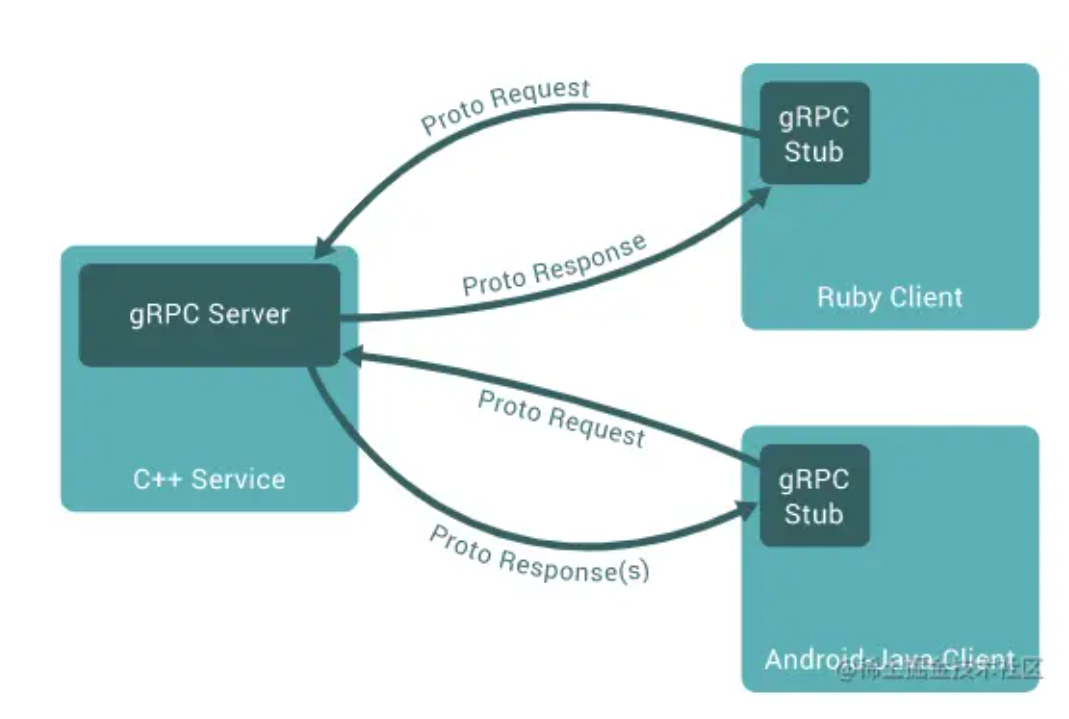 Proto Request
gRPC
Stub
Proto Response
Ruby Client
gRPC Server
C++ Service
Proto Request
gRPC
Stub
Proto Response(s)
Android-Java Client
@稀土掘金技术社区